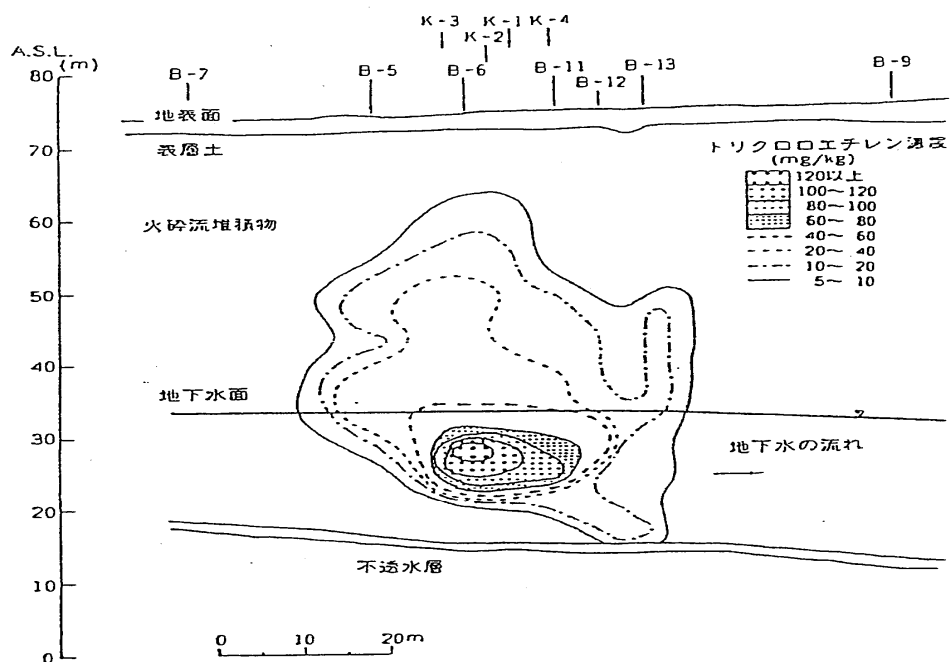 K-3 K-1 K-4
K-2
A.S.L.
(m)
B-7 B-5 B-6 B-11 B-12 B-13 B-9
80
70
60
50
40
30
20
10
0
地表面
表層土
火砕流堆積物
地下水面
地下水の流れ
不透水層
トリクロロエチレン濃度
(mg/kg)
120以上
100〜120
80〜100
60〜80
40〜60
20〜40
10〜20
5〜10
0 10 20m